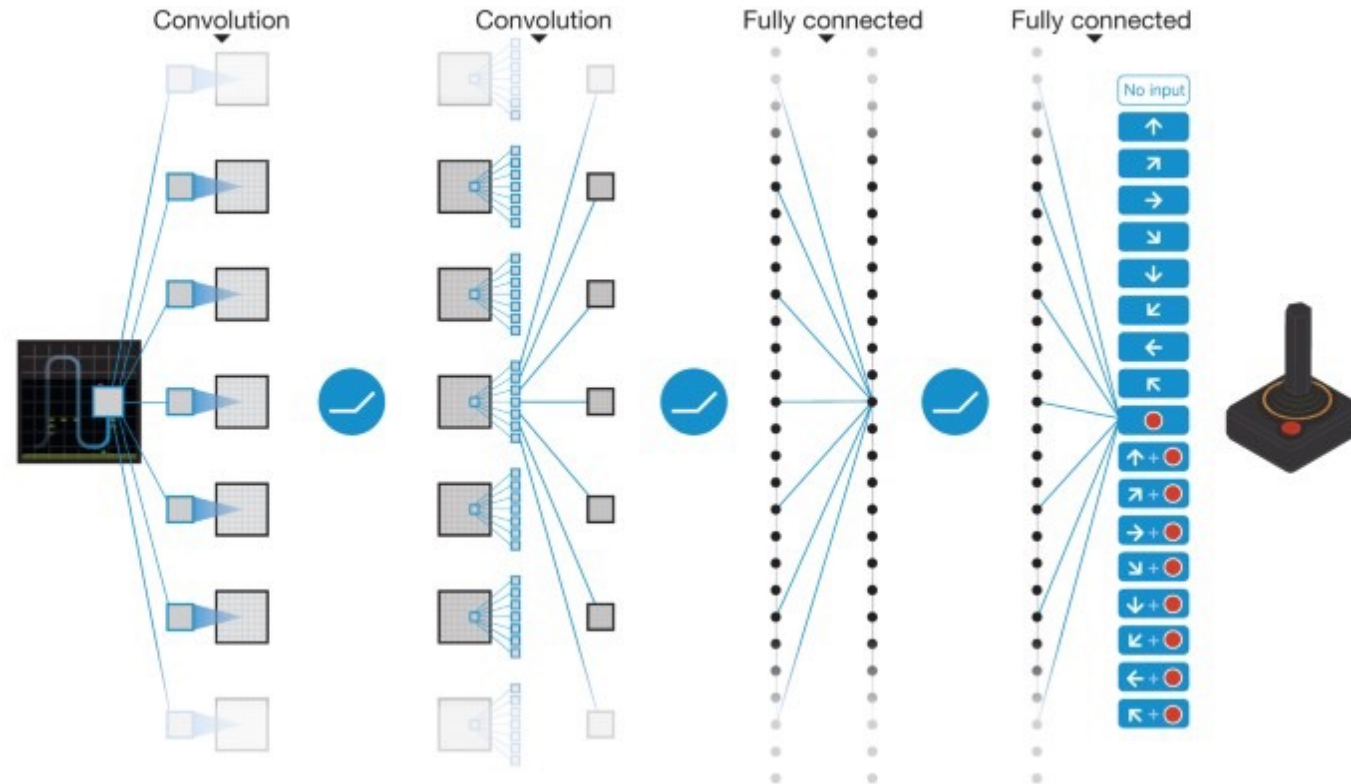 Convolution
Convolution
Fully connected
Fully connected
No input
+
+
+
+
+
+
+
+